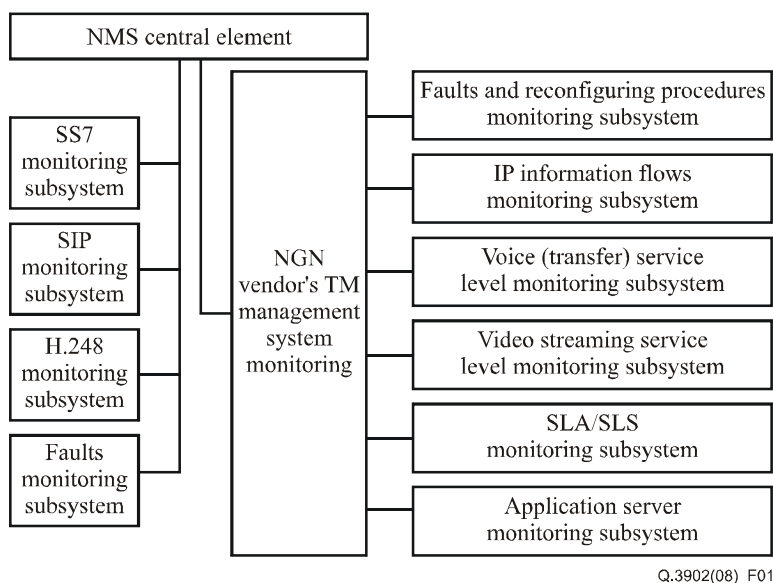 NMS central element
SS7
monitoring
subsystem
SIP
monitoring
subsystem
H.248
monitoring
subsystem
Faults
monitoring
subsystem
NGN
vendor's TM
management
system
monitoring
Faults and reconfiguring procedures
monitoring subsystem
IP information flows
monitoring subsystem
Voice (transfer) service
level monitoring subsystem
Video streaming service
level monitoring subsystem
SLA/SLS
monitoring subsystem
Application server
monitoring subsystem
Q.3902(08)_F01